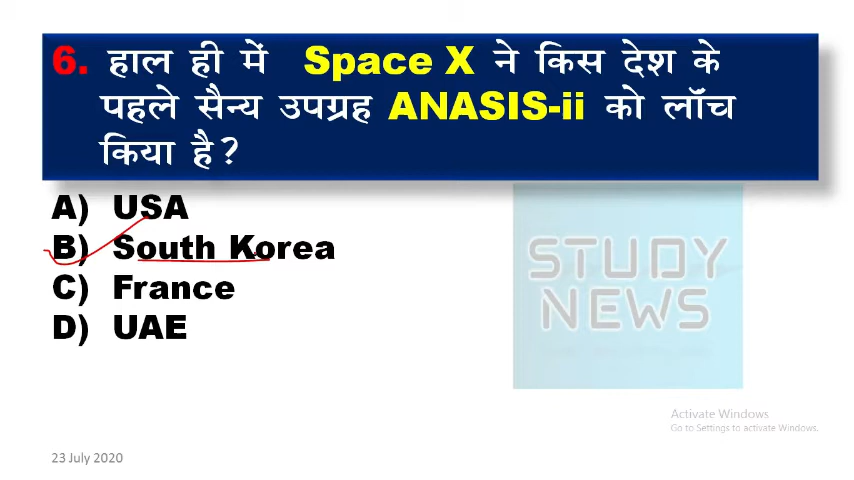 6. हाल ही में Space X ने किस देश के
पहले सैन्य उपग्रह ANASIS-ii को लॉंच
किया है?
A) USA
B) South Korea
C) France
D) UAE
STUDY
NEWS
Activate Windows
Go to Settings to activate Windows.
23 July 2020